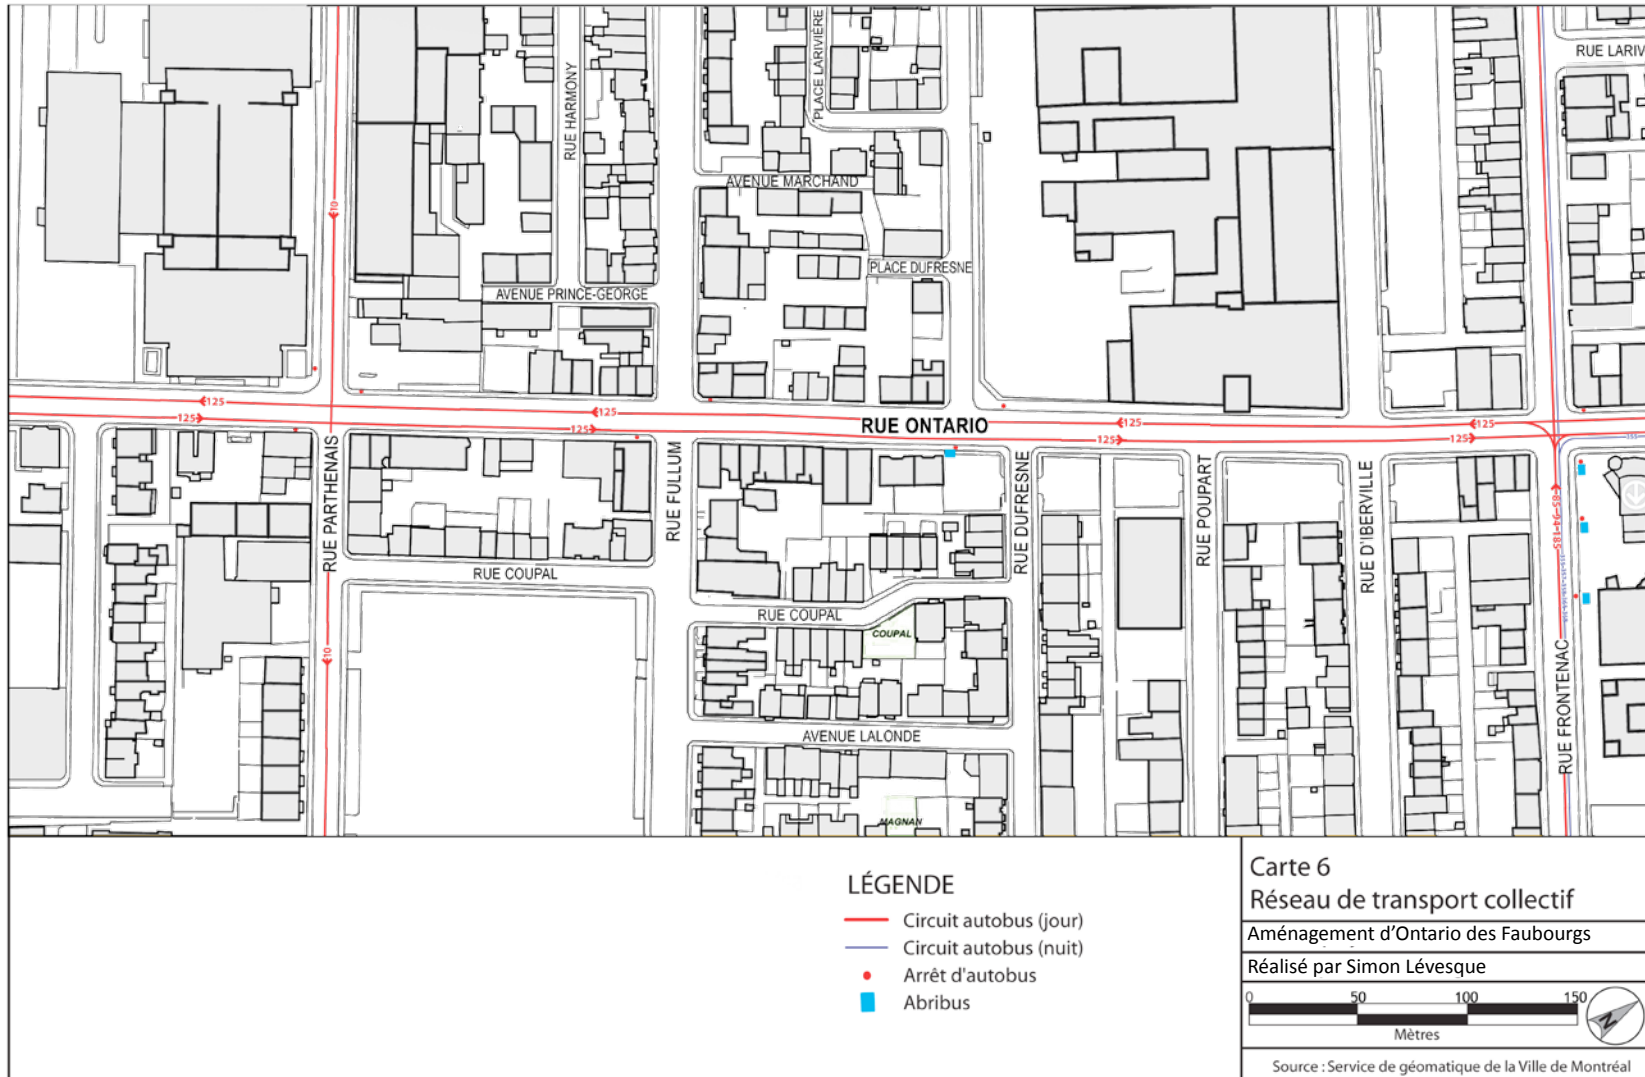 PLACE LARIVIÈRE
RUE LARIV
RUE HARMONY
AVENUE MARCHAND
10
PLACE DUFRESNE
AVENUE PRINCE-GEORGE
125
125
125
125
125
125
125
125
RUE ONTARIO
RUE PARTHENAIS
RUE FULLUM
RUE DUFRESNE
RUE POUPART
RUE D'IBERVILLE
85-94-185
RUE COUPAL
RUE COUPAL
COUPAL
10
RUE FRONTENAC
AVENUE LALONDE
MAGNAN
LÉGENDE
Circuit autobus (jour)
Circuit autobus (nuit)
Arrêt d'autobus
Abribus
Carte 6
Réseau de transport collectif
Aménagement d'Ontario des Faubourgs
Réalisé par Simon Lévesque
0 50 100 150
Mètres
N
Source : Service de géomatique de la Ville de Montréal